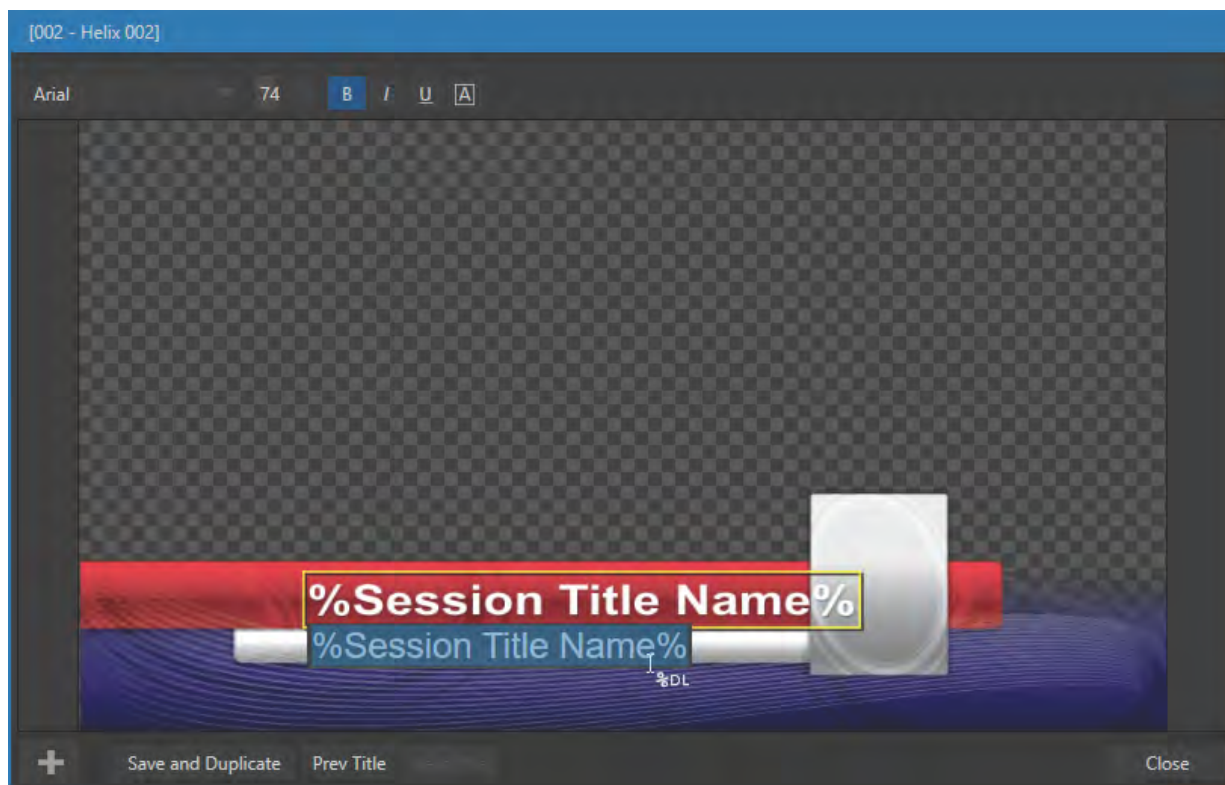 [002 - Helix 002]
Arial 74 B I U A
%Session Title Name%
%Session Title Name%
%DL
Save and Duplicate Prev Title Close